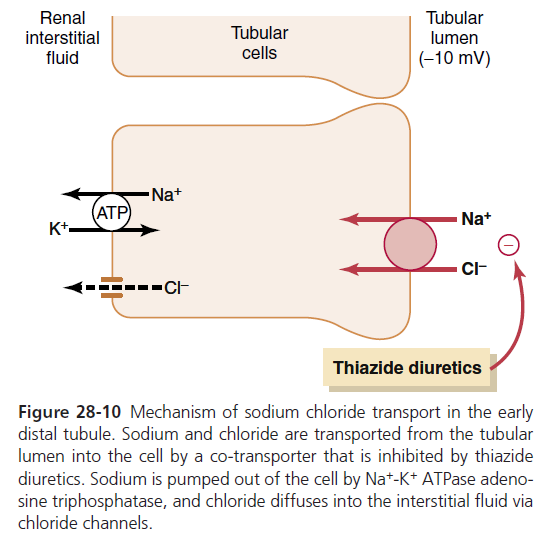 Renal
interstitial
fluid
Tubular
cells
Tubular
lumen
(–10 mV)
Na⁺
ATP
K⁺
Cl⁻
Na⁺
–
Cl⁻
Thiazide diuretics
Figure 28-10 Mechanism of sodium chloride transport in the early
distal tubule. Sodium and chloride are transported from the tubular
lumen into the cell by a co-transporter that is inhibited by thiazide
diuretics. Sodium is pumped out of the cell by Na⁺-K⁺ ATPase adeno-
sine triphosphatase, and chloride diffuses into the interstitial fluid via
chloride channels.